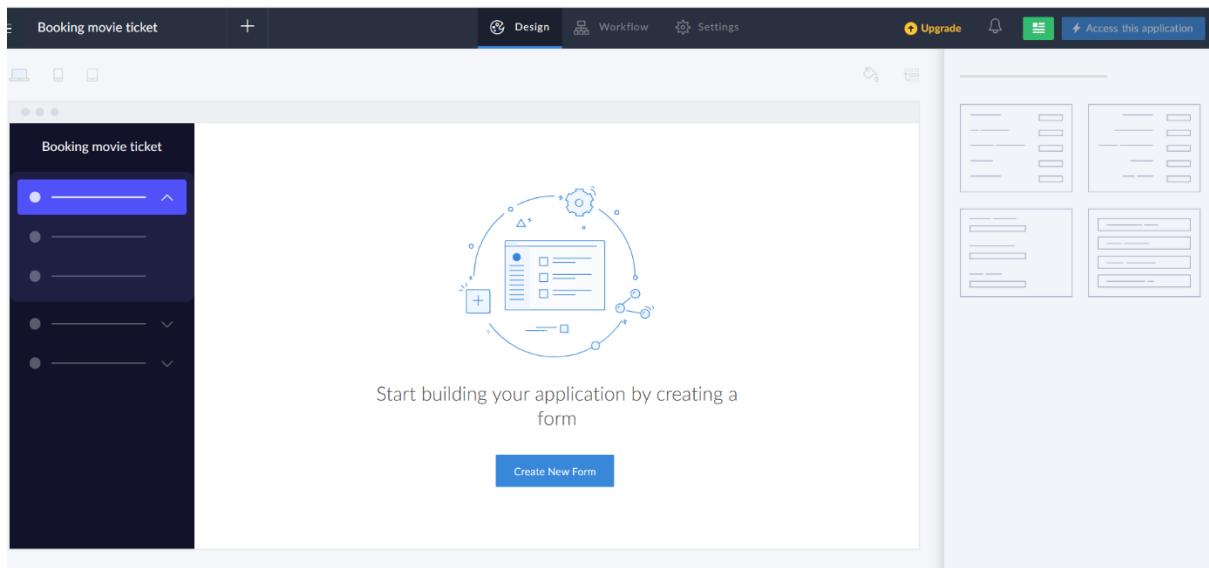 Booking movie ticket
Design
Workflow
Settings
Upgrade
Access this application
Booking movie ticket
Start building your application by creating a
form
Create New Form